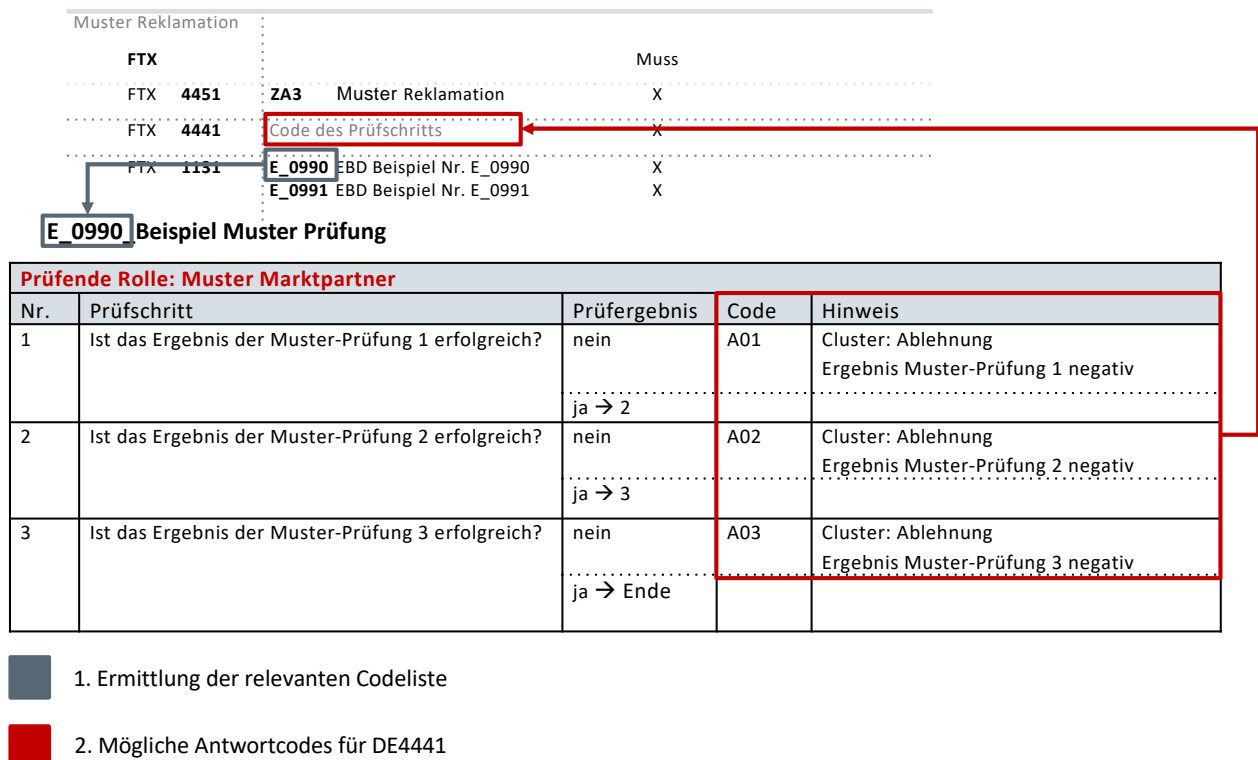 Muster Reklamation
FTX Muss
FTX 4451 ZA3 Muster Reklamation X
FTX 4441 Code des Prüfschritts X
FTX 1131 E_0990 EBD Beispiel Nr. E_0990 X
E_0991 EBD Beispiel Nr. E_0991 X
E_0990_Beispiel Muster Prüfung
Prüfende Rolle: Muster Marktpartner
Nr. Prüfschritt Prüfergebnis Code Hinweis
1 Ist das Ergebnis der Muster-Prüfung 1 erfolgreich? nein A01 Cluster: Ablehnung
Ergebnis Muster-Prüfung 1 negativ
ja → 2
2 Ist das Ergebnis der Muster-Prüfung 2 erfolgreich? nein A02 Cluster: Ablehnung
Ergebnis Muster-Prüfung 2 negativ
ja → 3
3 Ist das Ergebnis der Muster-Prüfung 3 erfolgreich? nein A03 Cluster: Ablehnung
Ergebnis Muster-Prüfung 3 negativ
ja → Ende
1. Ermittlung der relevanten Codeliste
2. Mögliche Antwortcodes für DE4441